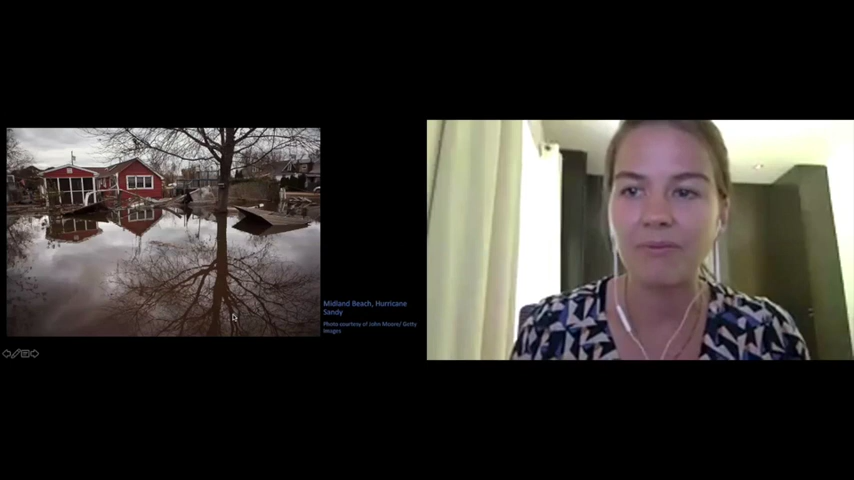 Midland Beach, Hurricane
Sandy
Photo courtesy of John Moore/ Getty
Images